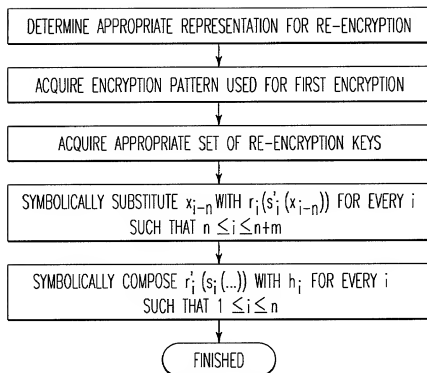 DETERMINE APPROPRIATE REPRESENTATION FOR RE-ENCRYPTION
ACQUIRE ENCRYPTION PATTERN USED FOR FIRST ENCRYPTION
ACQUIRE APPROPRIATE SET OF RE-ENCRYPTION KEYS
SYMBOLICALLY SUBSTITUTE x_{i-n} WITH r_i(s'_i(x_{i-n})) FOR EVERY i
SUCH THAT n ≤ i ≤ n+m
SYMBOLICALLY COMPOSE r'_i(s_i(...)) WITH h_i FOR EVERY i
SUCH THAT 1 ≤ i ≤ n
FINISHED